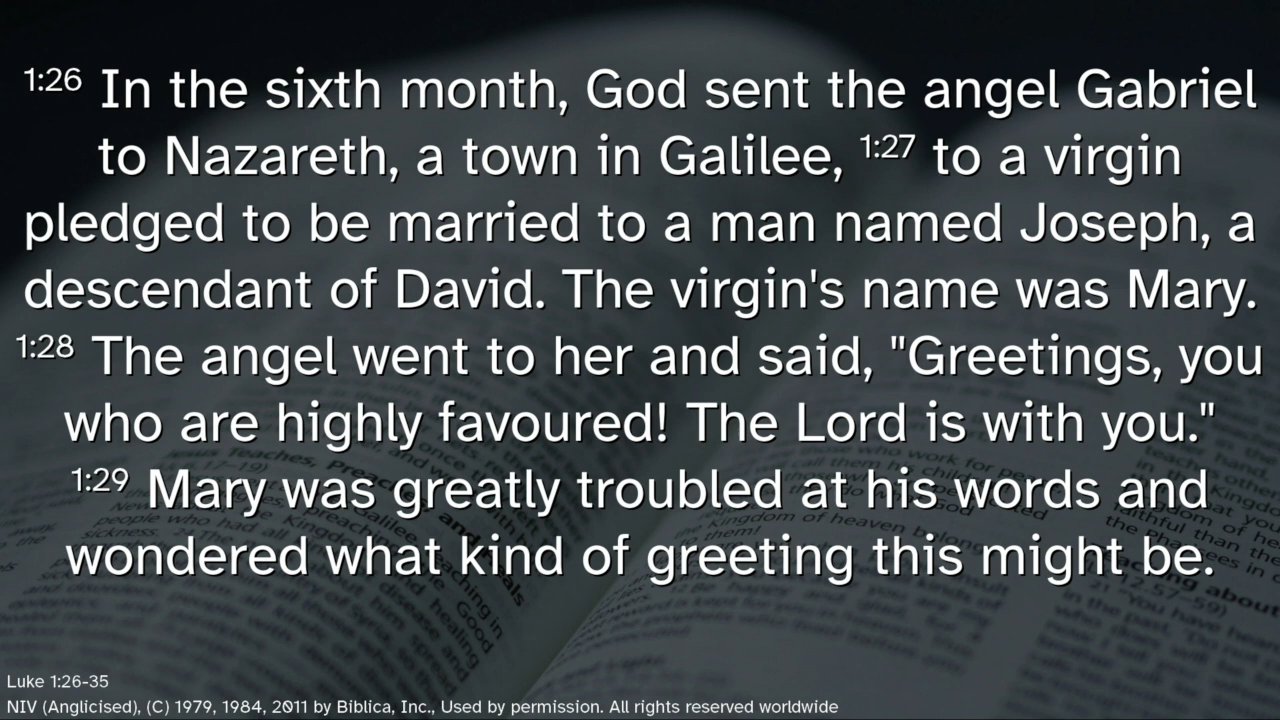 1:26 In the sixth month, God sent the angel Gabriel
to Nazareth, a town in Galilee, 1:27 to a virgin
pledged to be married to a man named Joseph, a
descendant of David. The virgin's name was Mary.
1:28 The angel went to her and said, "Greetings, you
who are highly favoured! The Lord is with you."
1:29 Mary was greatly troubled at his words and
wondered what kind of greeting this might be.
Luke 1:26-35
NIV (Anglicised), (C) 1979, 1984, 2011 by Biblica, Inc., Used by permission. All rights reserved worldwide